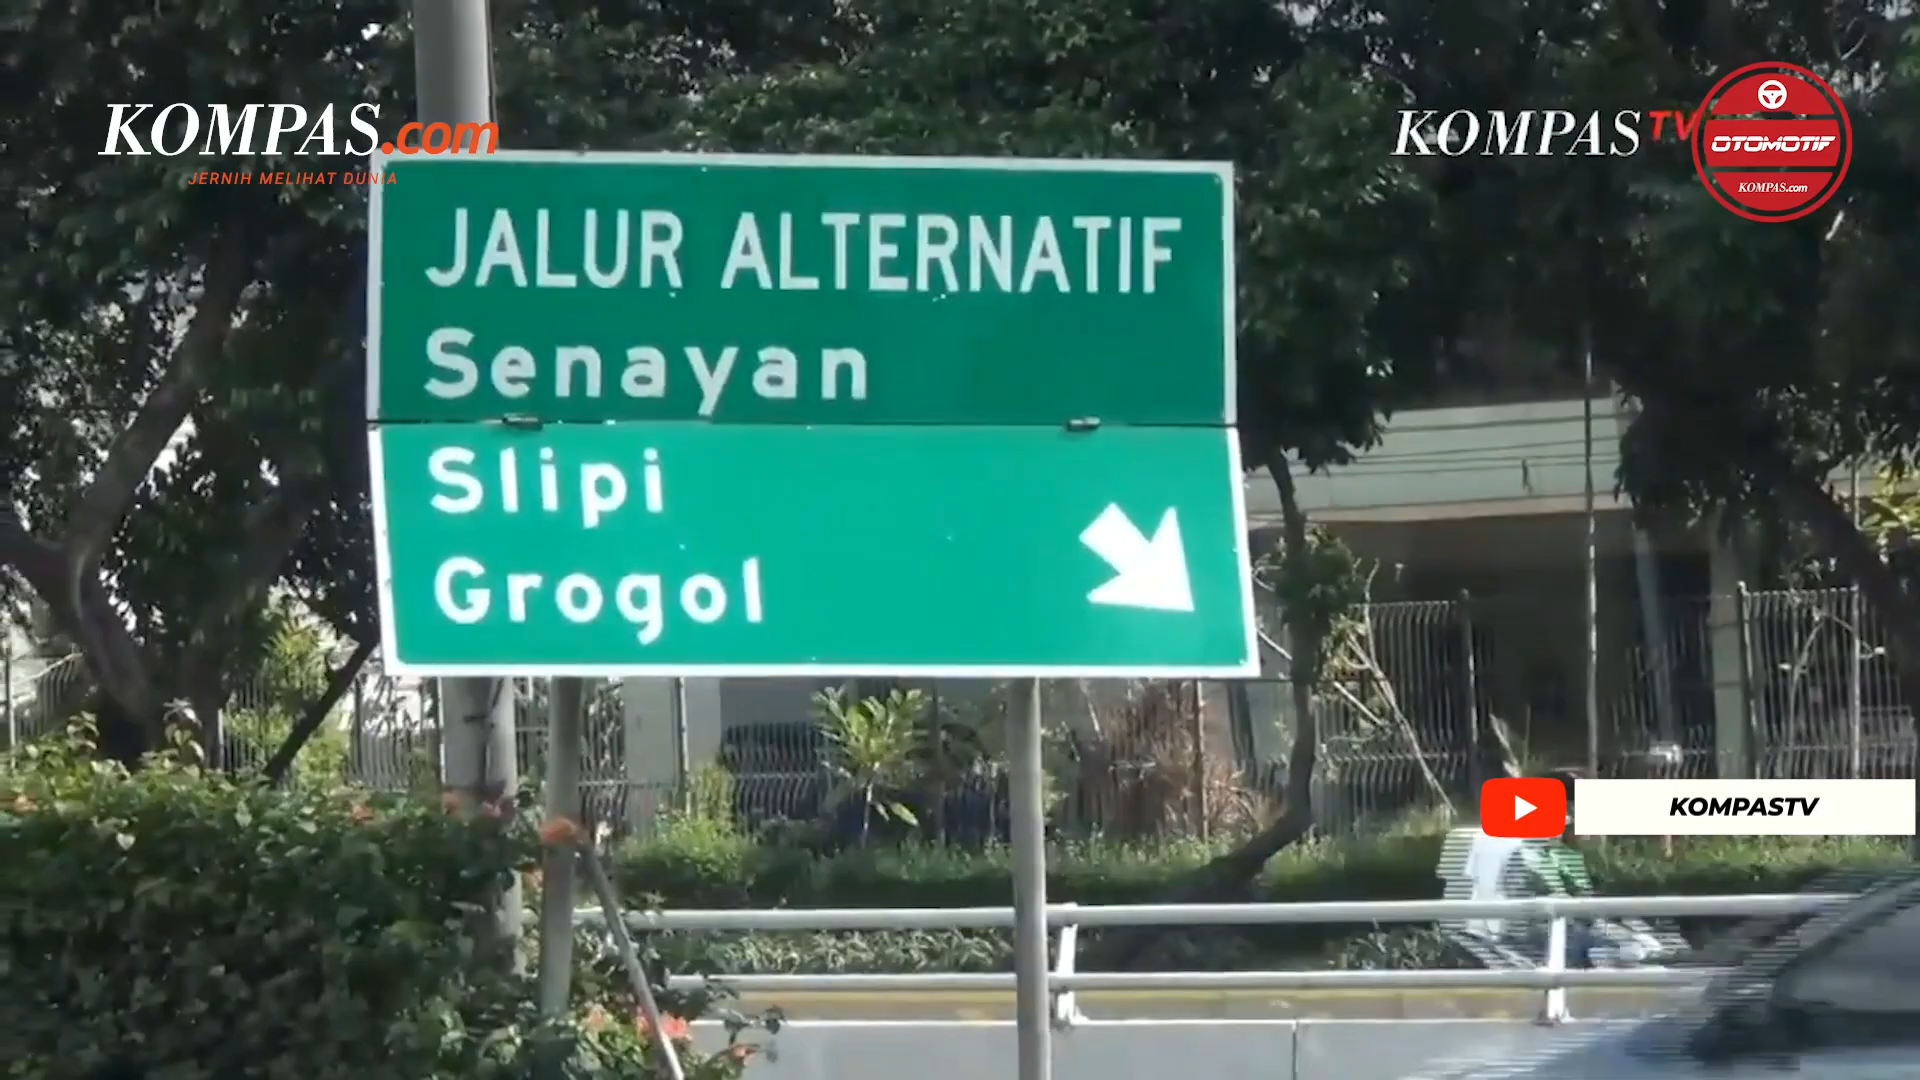 KOMPAS.com
JERNIH MELIHAT DUNIA
KOMPASTV
OTOMOTIF
KOMPAS.com
JALUR ALTERNATIF
Senayan
Slipi
Grogol
KOMPASTV